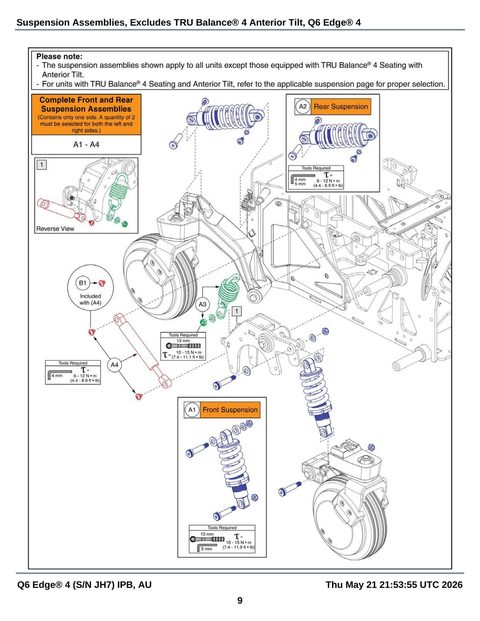 Suspension Assemblies, Excludes TRU Balance® 4 Anterior Tilt, Q6 Edge® 4
Please note:
- The suspension assemblies shown apply to all units except those equipped with TRU Balance® 4 Seating with
Anterior Tilt.
- For units with TRU Balance® 4 Seating and Anterior Tilt, refer to the applicable suspension page for proper selection.
Complete Front and Rear
Suspension Assemblies
(Contains only one side. A quantity of 2
must be selected for both the left and
right sides.)
A1 - A4
1
Reverse View
A2 Rear Suspension
Tools Required
4 mm
5 mm
τ=
6 - 12 N • m
(4.4 - 8.9 ft • lb)
B1
Included
with (A4)
A3
1
Tools Required
13 mm
τ= 10 - 15 N • m
(7.4 - 11.1 ft • lb)
A4
Tools Required
4 mm
τ=
6 - 12 N • m
(4.4 - 8.9 ft • lb)
A1 Front Suspension
Tools Required
13 mm
5 mm
τ=
10 - 15 N • m
Q6 Edge® 4 (S/N JH7) IPB, AU
Thu May 21 21:53:55 UTC 2026
9